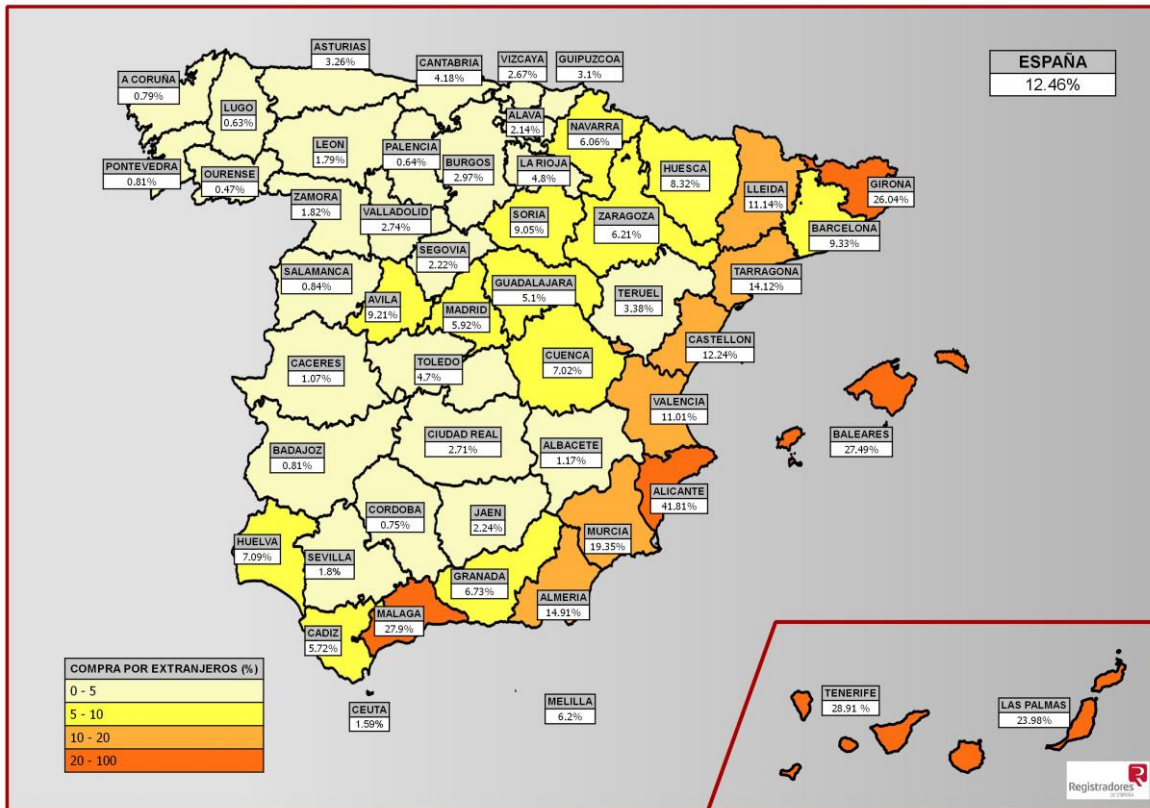 ASTURIAS
3.26%
CANTABRIA
4.18%
VIZCAYA
2.67%
GUIPUZCOA
3.1%
ESPAÑA
12.46%
A CORUÑA
0.79%
LUGO
0.63%
ALAVA
2.14%
NAVARRA
6.06%
LEON
1.79%
PALENCIA
0.64%
BURGOS
2.97%
LA RIOJA
4.8%
HUESCA
8.32%
LLEIDA
11.14%
GIRONA
26.04%
PONTEVEDRA
0.81%
OURENSE
0.47%
ZAMORA
1.82%
VALLADOLID
2.74%
SORIA
9.05%
ZARAGOZA
6.21%
BARCELONA
9.33%
SEGOVIA
2.22%
SALAMANCA
0.84%
AVILA
9.21%
MADRID
5.92%
GUADALAJARA
5.1%
TERUEL
3.38%
TARRAGONA
14.12%
CASTELLON
12.24%
CACERES
1.07%
TOLEDO
4.7%
CUENCA
7.02%
VALENCIA
11.01%
BALEARES
27.49%
BADAJOZ
0.81%
CIUDAD REAL
2.71%
ALBACETE
1.17%
ALICANTE
41.81%
CORDOBA
0.75%
JAEN
2.24%
MURCIA
19.35%
HUELVA
7.09%
SEVILLA
1.8%
GRANADA
6.73%
ALMERIA
14.91%
MALAGA
27.9%
CADIZ
5.72%
CEUTA
1.59%
MELILLA
6.2%
TENERIFE
28.91 %
LAS PALMAS
23.98%
COMPRA POR EXTRANJEROS (%)
0 - 5
5 - 10
10 - 20
20 - 100
Registradores
DE ESPAÑA